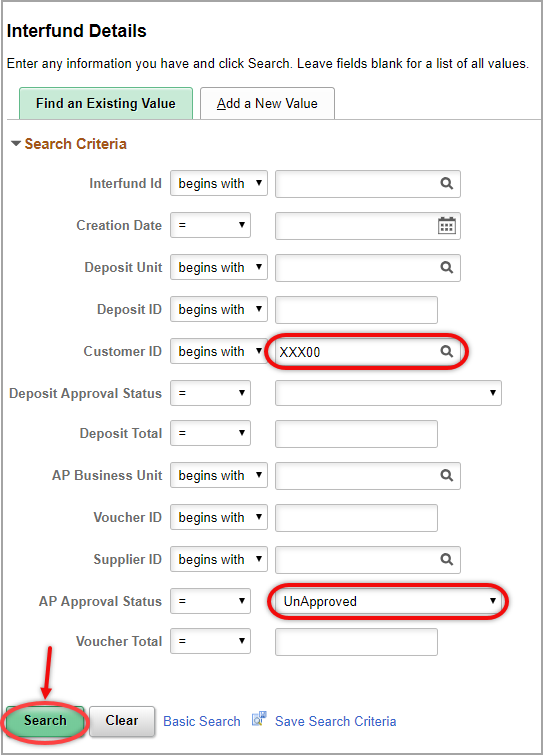 Interfund Details
Enter any information you have and click Search. Leave fields blank for a list of all values.
Find an Existing Value Add a New Value
Search Criteria
Interfund Id begins with
Creation Date =
Deposit Unit begins with
Deposit ID begins with
Customer ID begins with XXX00
Deposit Approval Status =
Deposit Total =
AP Business Unit begins with
Voucher ID begins with
Supplier ID begins with
AP Approval Status = UnApproved
Voucher Total =
Search Clear Basic Search Save Search Criteria